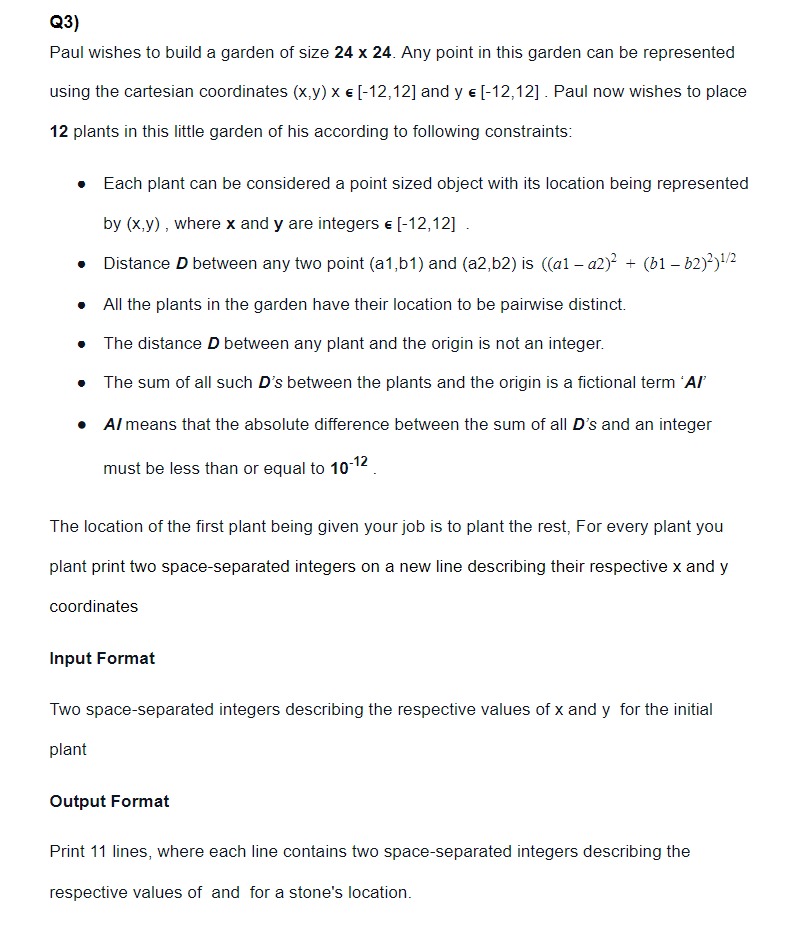 Q3)
Paul wishes to build a garden of size 24 x 24. Any point in this garden can be represented
using the cartesian coordinates (x,y) x ϵ [-12,12] and y ϵ [-12,12] . Paul now wishes to place
12 plants in this little garden of his according to following constraints:
● Each plant can be considered a point sized object with its location being represented
by (x,y) , where x and y are integers ϵ [-12,12] .
● Distance D between any two point (a1,b1) and (a2,b2) is ((a1 – a2)² + (b1 – b2)²)^1/2
● All the plants in the garden have their location to be pairwise distinct.
● The distance D between any plant and the origin is not an integer.
● The sum of all such D's between the plants and the origin is a fictional term 'AI'
● AI means that the absolute difference between the sum of all D's and an integer
must be less than or equal to 10^-12 .
The location of the first plant being given your job is to plant the rest, For every plant you
plant print two space-separated integers on a new line describing their respective x and y
coordinates
Input Format
Two space-separated integers describing the respective values of x and y for the initial
plant
Output Format
Print 11 lines, where each line contains two space-separated integers describing the
respective values of and for a stone's location.